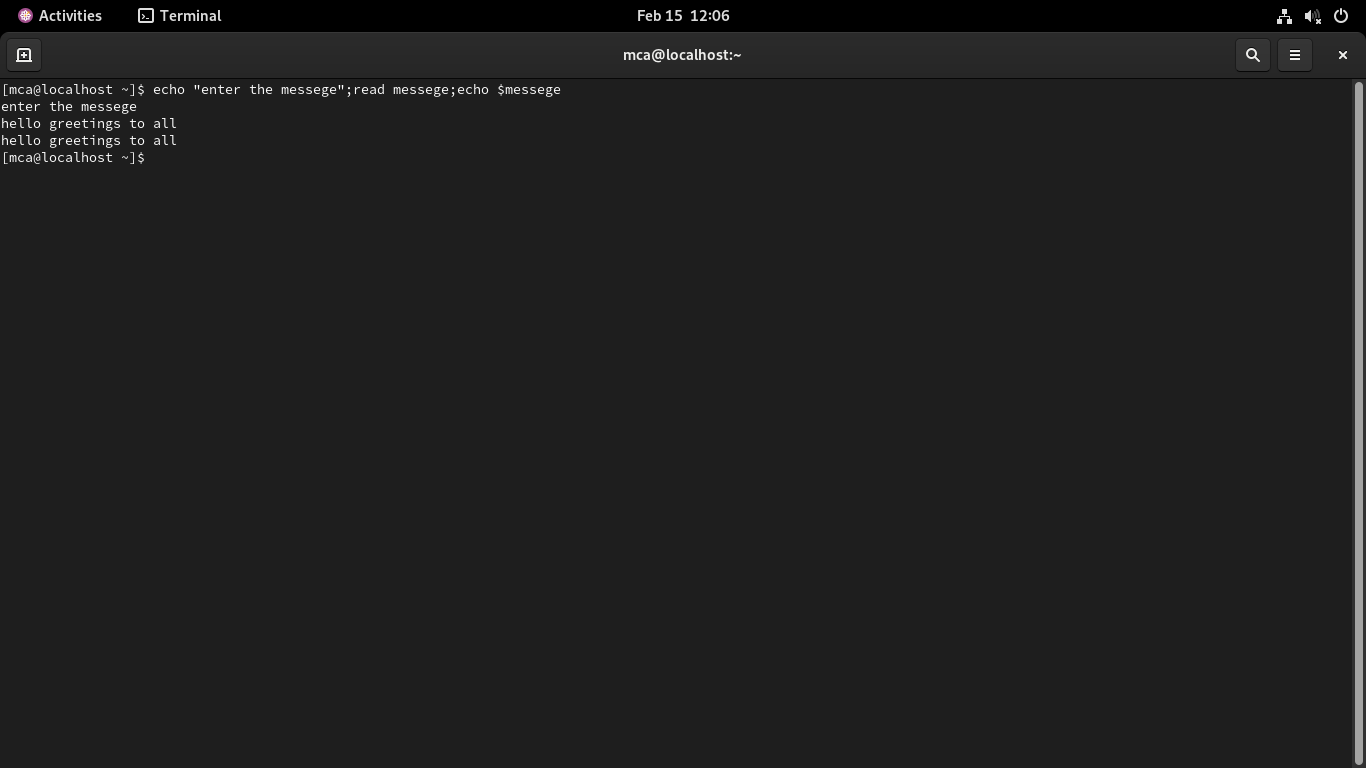 Activities Terminal Feb 15 12:06
mca@localhost:~
[mca@localhost ~]$ echo "enter the messege";read messege;echo $messege
enter the messege
hello greetings to all
hello greetings to all
[mca@localhost ~]$